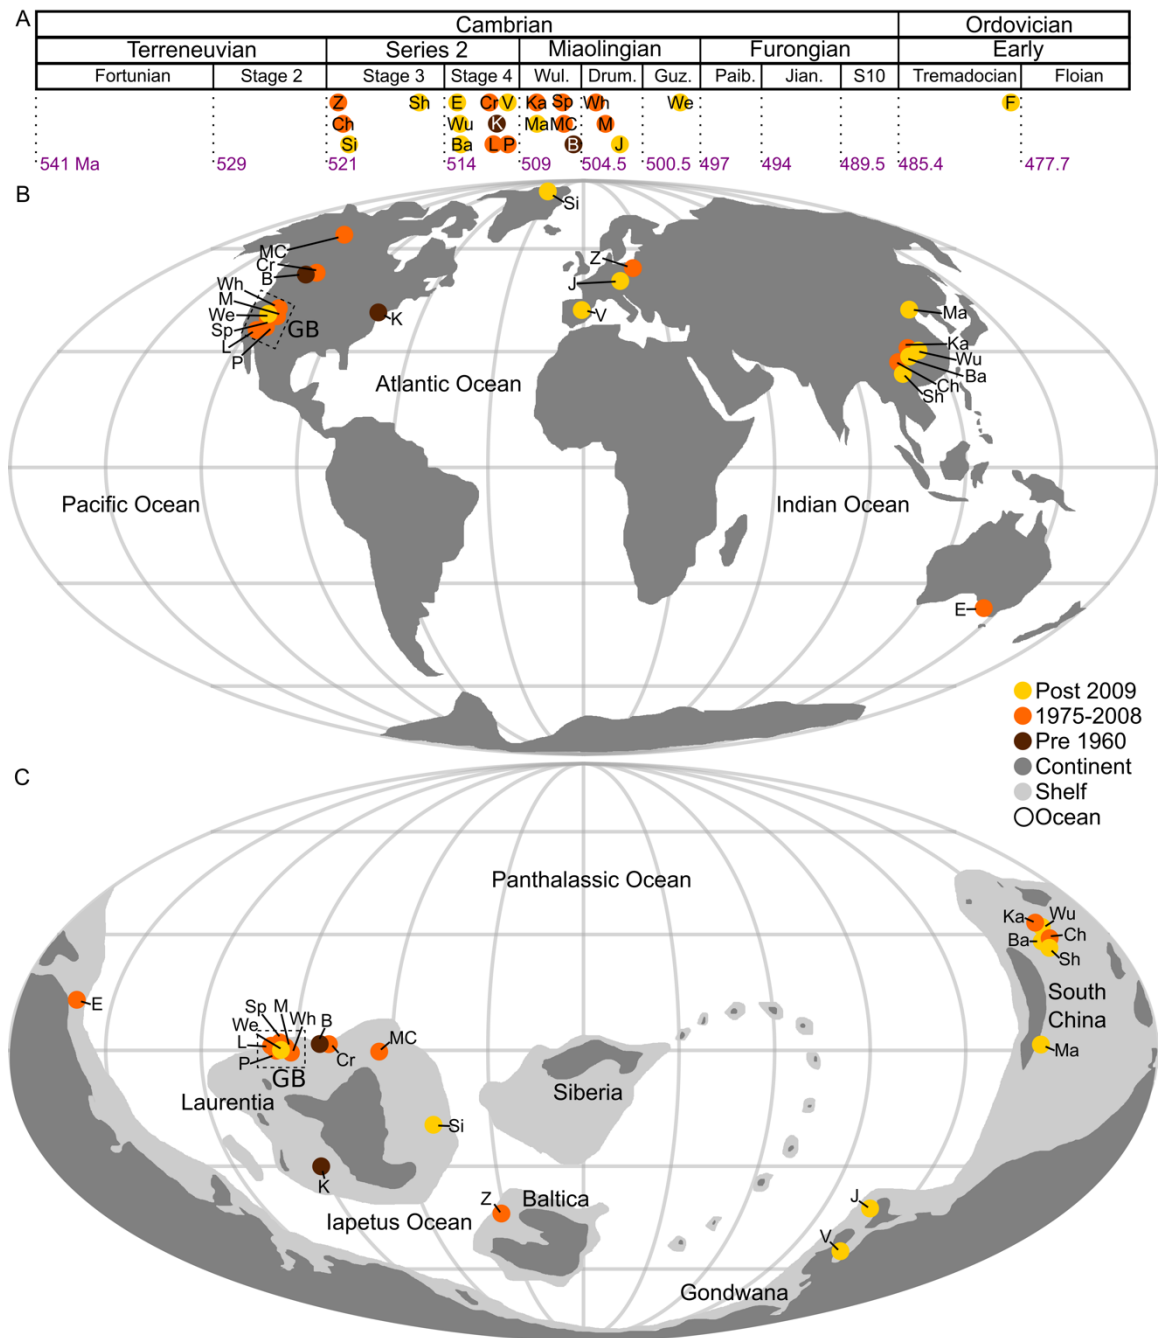 A
Cambrian Ordovician
Terreneuvian Series 2 Miaolingian Furongian Early
Fortunian Stage 2 Stage 3 Stage 4 Wul. Drum. Guz. Paib. Jian. S10 Tremadocian Floian
Z Sh E Cr V Ka Sp Wh We F
Ch Wu K Ma MC M
Si Ba L P B J
541 Ma 529 521 514 509 504.5 500.5 497 494 489.5 485.4 477.7
B
Si
MC
Cr
B
Z
J
Wh
M
We
Sp
L
P
GB
K
V
Ma
Ka
Wu
Ba
Ch
Sh
Atlantic Ocean
Pacific Ocean
Indian Ocean
E
Post 2009
1975-2008
Pre 1960
Continent
Shelf
Ocean
C
Panthalassic Ocean
Ka Wu
Ba Ch
Sh
South
China
Ma
E
Sp M
We Wh B
L
P
GB
Cr
MC
Laurentia
Siberia
Si
K
Z
Baltica
Iapetus Ocean
J
V
Gondwana